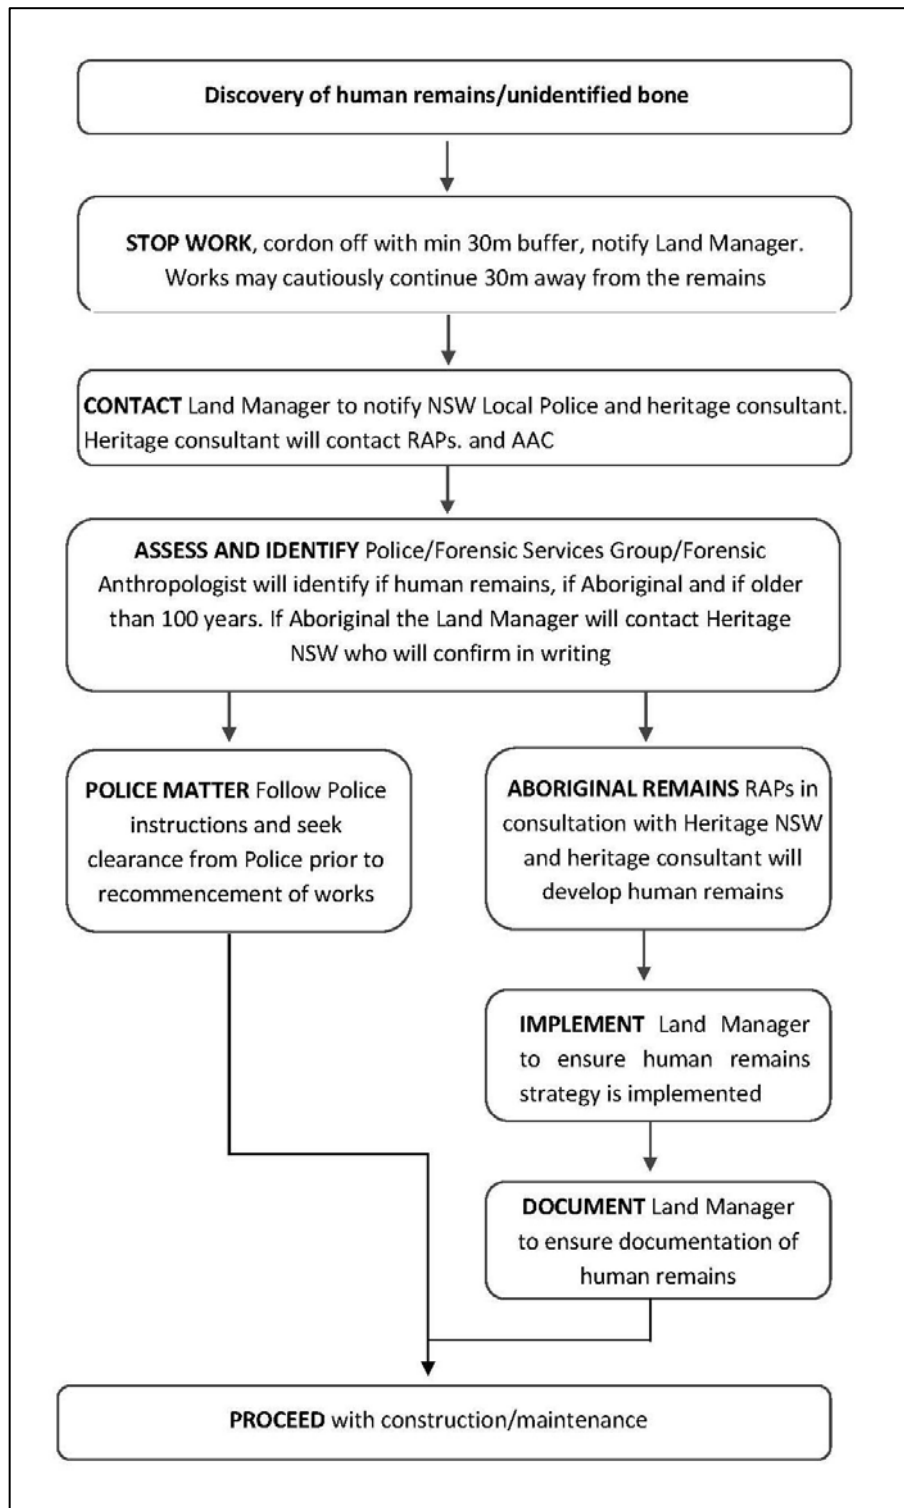 Discovery of human remains/unidentified bone
STOP WORK, cordon off with min 30m buffer, notify Land Manager.
Works may cautiously continue 30m away from the remains
CONTACT Land Manager to notify NSW Local Police and heritage consultant.
Heritage consultant will contact RAPs. and AAC
ASSESS AND IDENTIFY Police/Forensic Services Group/Forensic
Anthropologist will identify if human remains, if Aboriginal and if older
than 100 years. If Aboriginal the Land Manager will contact Heritage
NSW who will confirm in writing
POLICE MATTER Follow Police
instructions and seek
clearance from Police prior to
recommencement of works
ABORIGINAL REMAINS RAPs in
consultation with Heritage NSW
and heritage consultant will
develop human remains
IMPLEMENT Land Manager
to ensure human remains
strategy is implemented
DOCUMENT Land Manager
to ensure documentation of
human remains
PROCEED with construction/maintenance